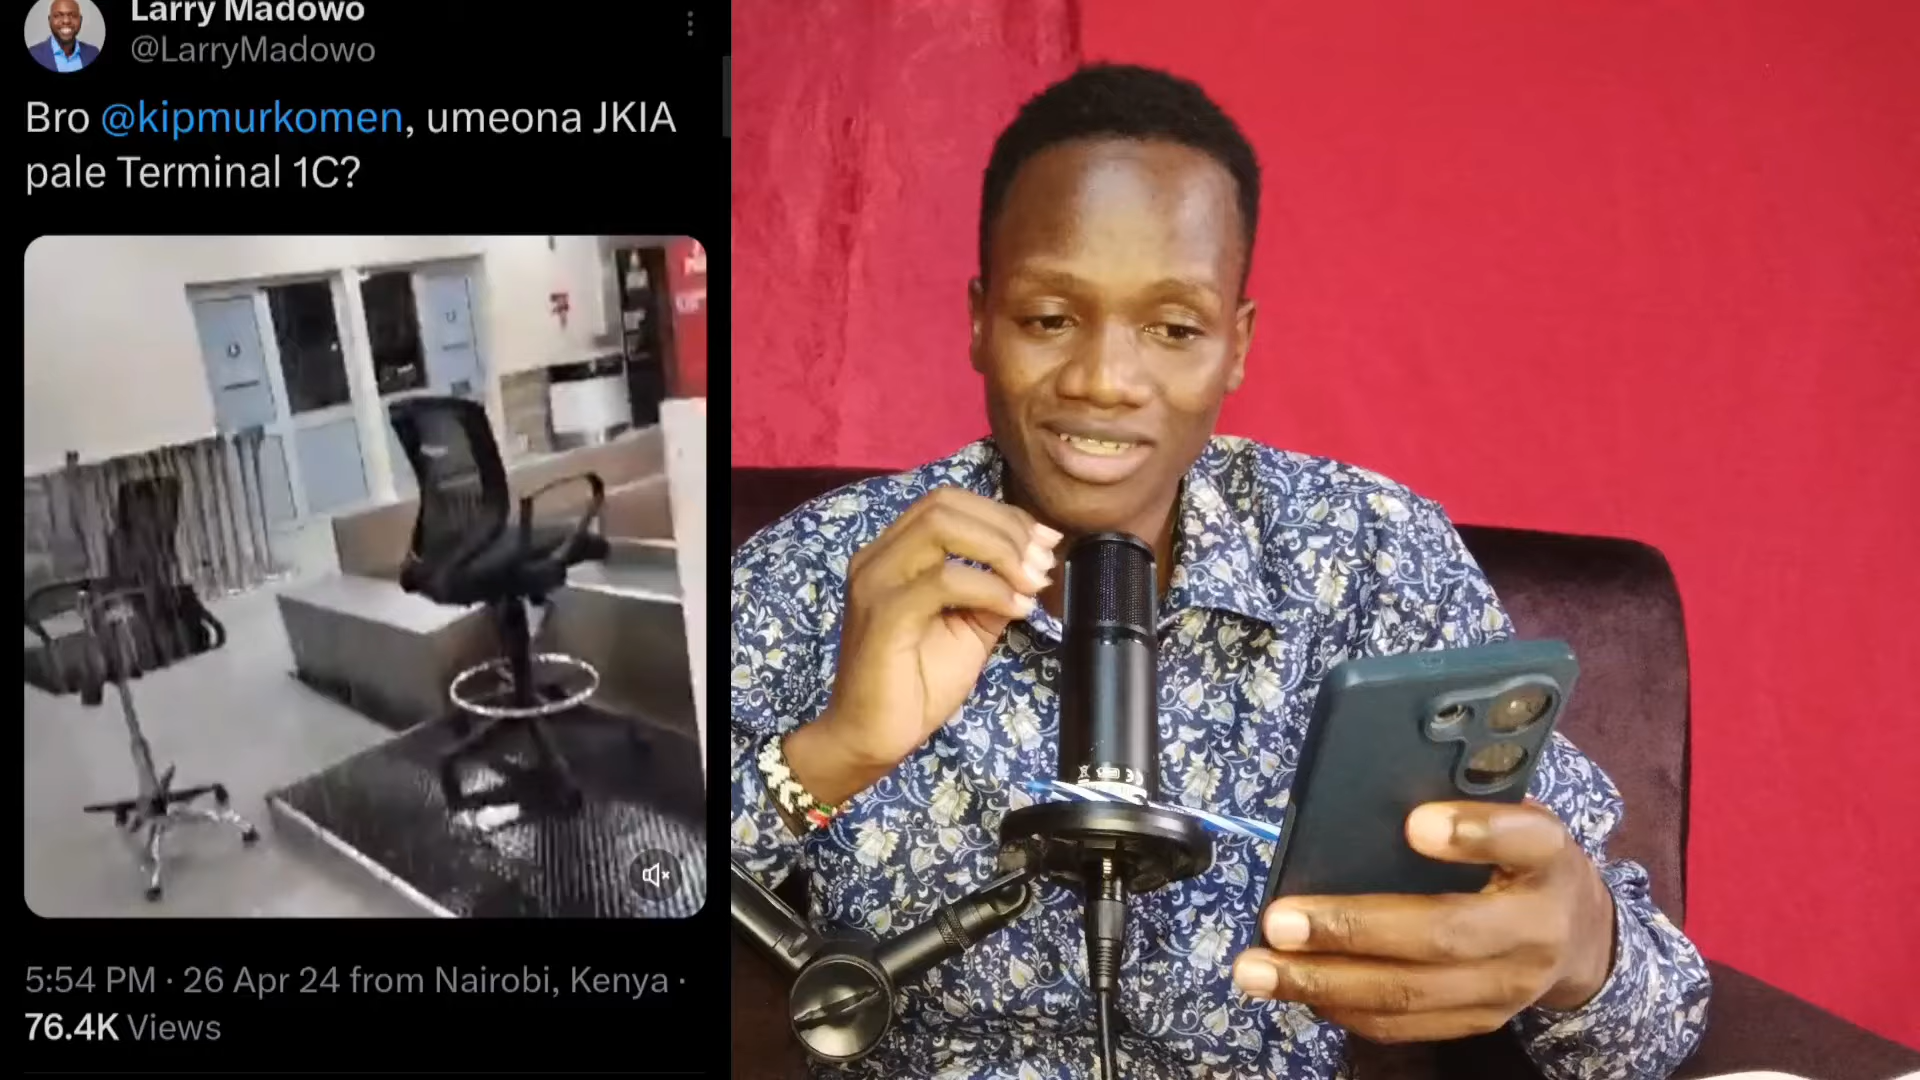 Larry Madowo
@LarryMadowo
Bro @kipmurkomen, umeona JKIA
pale Terminal 1C?
5:54 PM · 26 Apr 24 from Nairobi, Kenya ·
76.4K Views